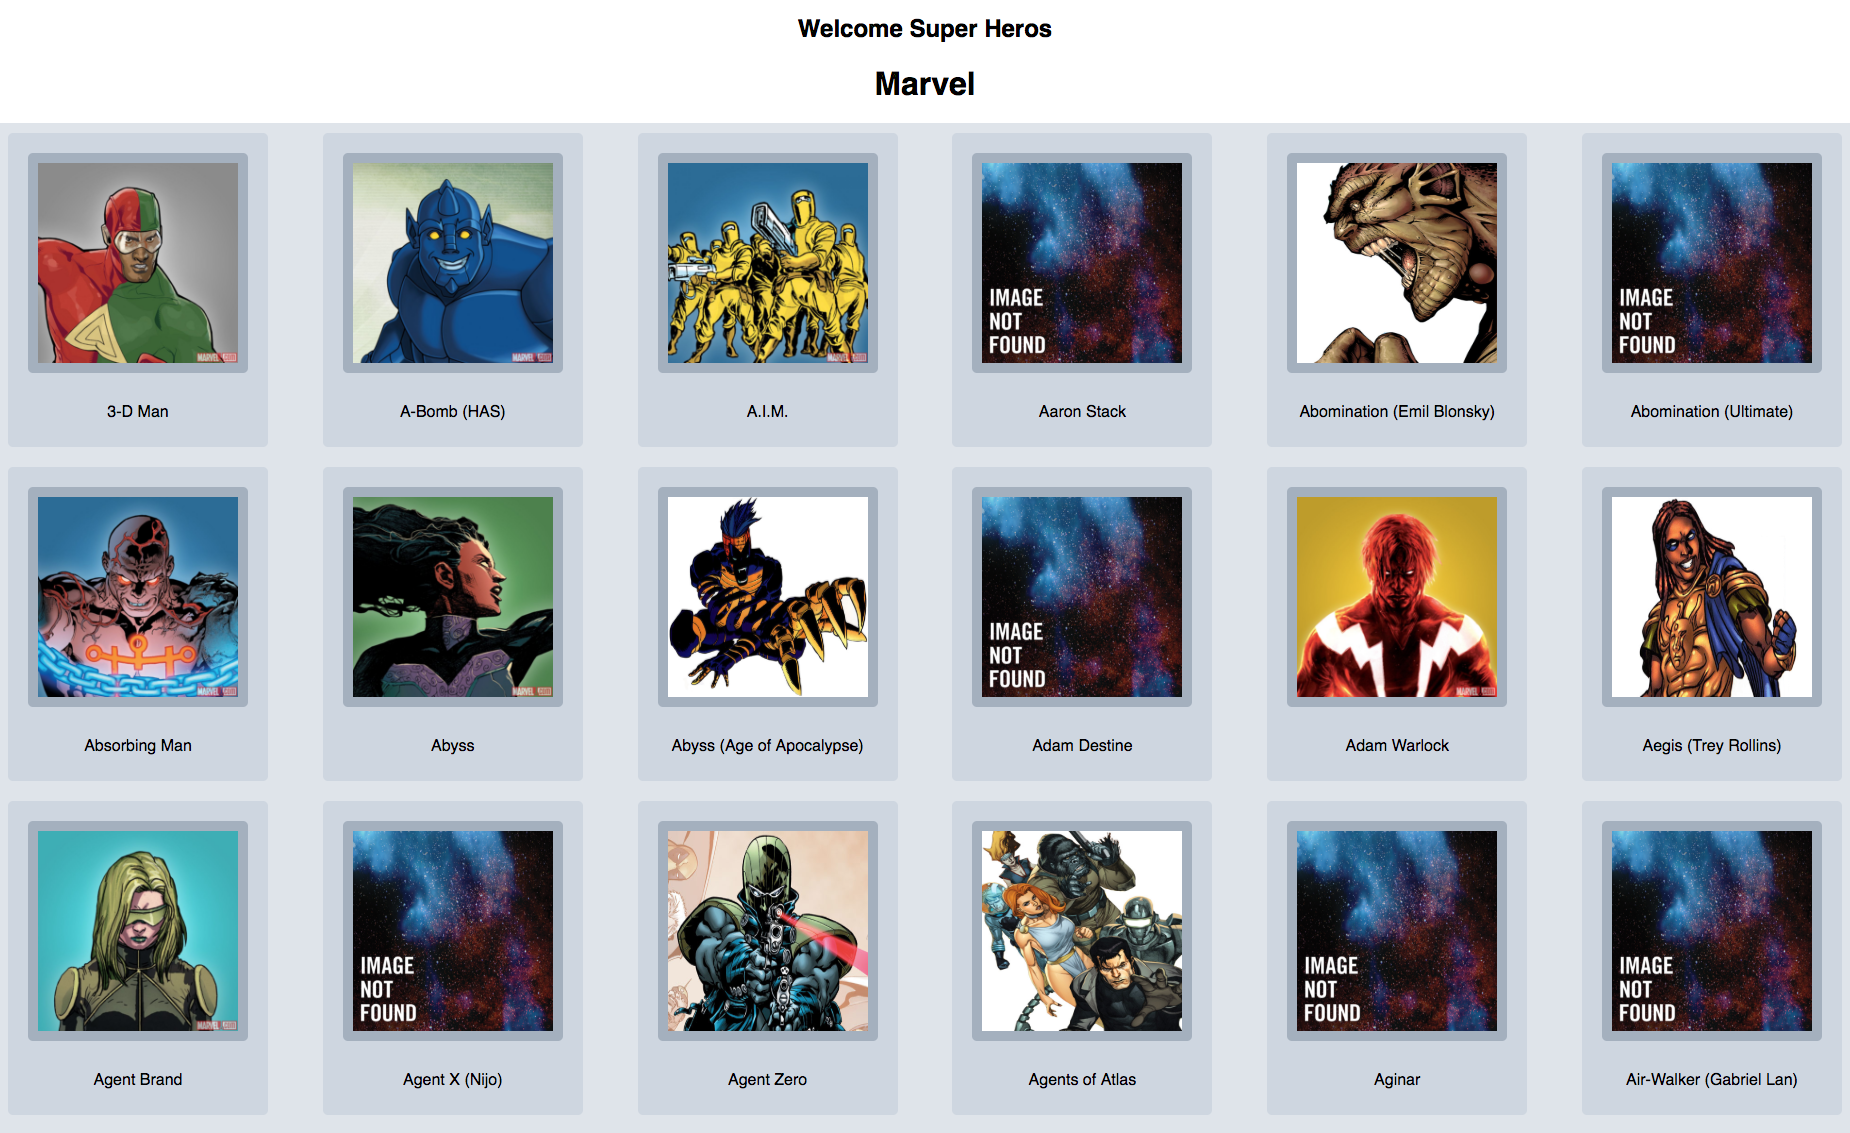 Welcome Super Heros
Marvel
IMAGE
NOT
FOUND
IMAGE
NOT
FOUND
3-D Man
A-Bomb (HAS)
A.I.M.
Aaron Stack
Abomination (Emil Blonsky)
Abomination (Ultimate)
IMAGE
NOT
FOUND
Absorbing Man
Abyss
Abyss (Age of Apocalypse)
Adam Destine
Adam Warlock
Aegis (Trey Rollins)
IMAGE
NOT
FOUND
IMAGE
NOT
FOUND
IMAGE
NOT
FOUND
Agent Brand
Agent X (Nijo)
Agent Zero
Agents of Atlas
Aginar
Air-Walker (Gabriel Lan)